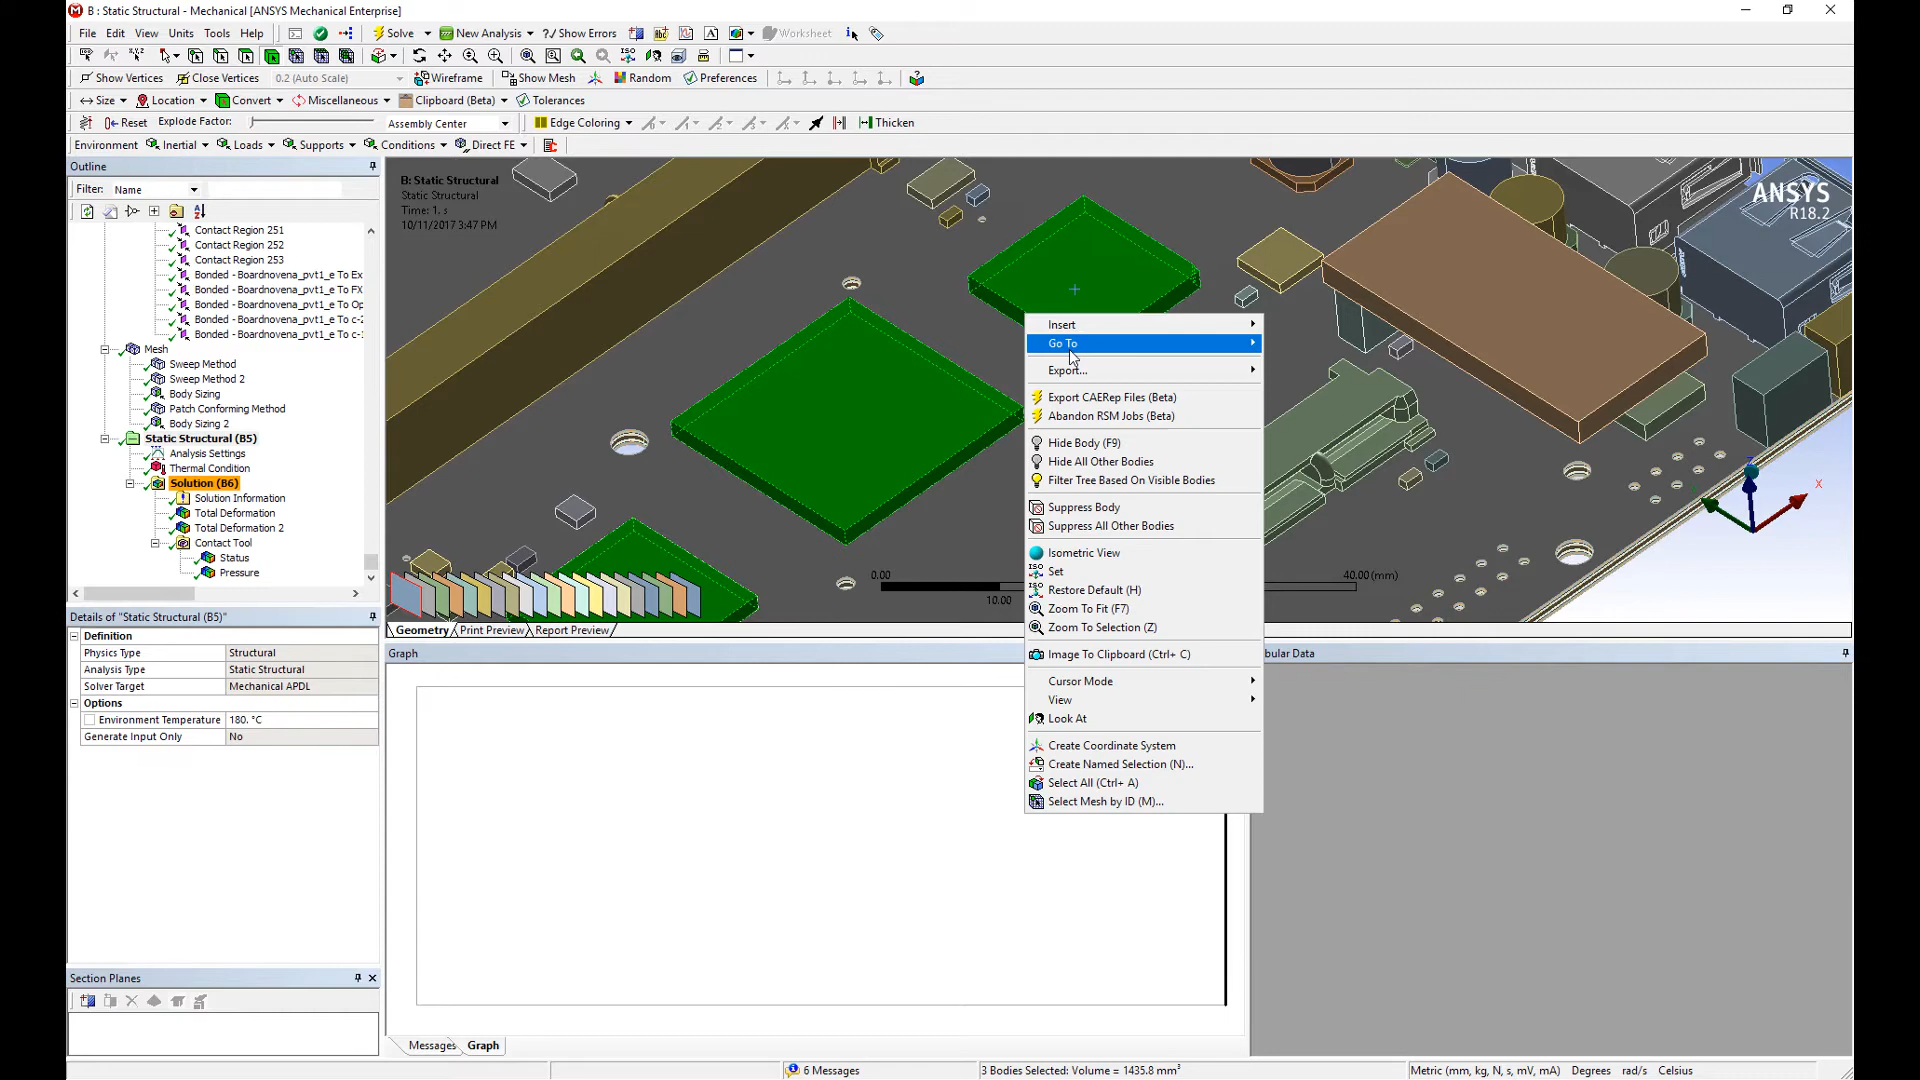 B : Static Structural - Mechanical [ANSYS Mechanical Enterprise]
File Edit View Units Tools Help Solve New Analysis ?/ Show Errors Worksheet
Show Vertices Close Vertices 0.2 (Auto Scale) Wireframe Show Mesh Random Preferences
Size Location Convert Miscellaneous Clipboard (Beta) Tolerances
Reset Explode Factor: Assembly Center Edge Coloring Thicken
Environment Inertial Loads Supports Conditions Direct FE
Outline
Filter: Name
Contact Region 251
Contact Region 252
Contact Region 253
Bonded - Boardnovena_pvt1_e To Ex
Bonded - Boardnovena_pvt1_e To FX
Bonded - Boardnovena_pvt1_e To Op
Bonded - Boardnovena_pvt1_e To c-2
Bonded - Boardnovena_pvt1_e To c-1
Mesh
Sweep Method
Sweep Method 2
Body Sizing
Patch Conforming Method
Body Sizing 2
Static Structural (B5)
Analysis Settings
Thermal Condition
Solution (B6)
Solution Information
Total Deformation
Total Deformation 2
Contact Tool
Status
Pressure
Details of "Static Structural (B5)"
Definition
Physics Type Structural
Analysis Type Static Structural
Solver Target Mechanical APDL
Options
Environment Temperature 180. °C
Generate Input Only No
Section Planes
B: Static Structural
Static Structural
Time: 1. s
10/11/2017 3:47 PM
ANSYS
R18.2
Z
X
0.00
40.00 (mm)
10.00
Geometry Print Preview Report Preview
Insert
Go To
Export...
Export CAERep Files (Beta)
Abandon RSM Jobs (Beta)
Hide Body (F9)
Hide All Other Bodies
Filter Tree Based On Visible Bodies
Suppress Body
Suppress All Other Bodies
Isometric View
ISO Set
ISO Restore Default (H)
Zoom To Fit (F7)
Zoom To Selection (Z)
Image To Clipboard (Ctrl+ C)
Cursor Mode
View
Look At
Create Coordinate System
Create Named Selection (N)...
Select All (Ctrl+ A)
Select Mesh by ID (M)...
Graph
bular Data
Messages Graph
6 Messages 3 Bodies Selected: Volume = 1435.8 mm³ Metric (mm, kg, N, s, mV, mA) Degrees rad/s Celsius